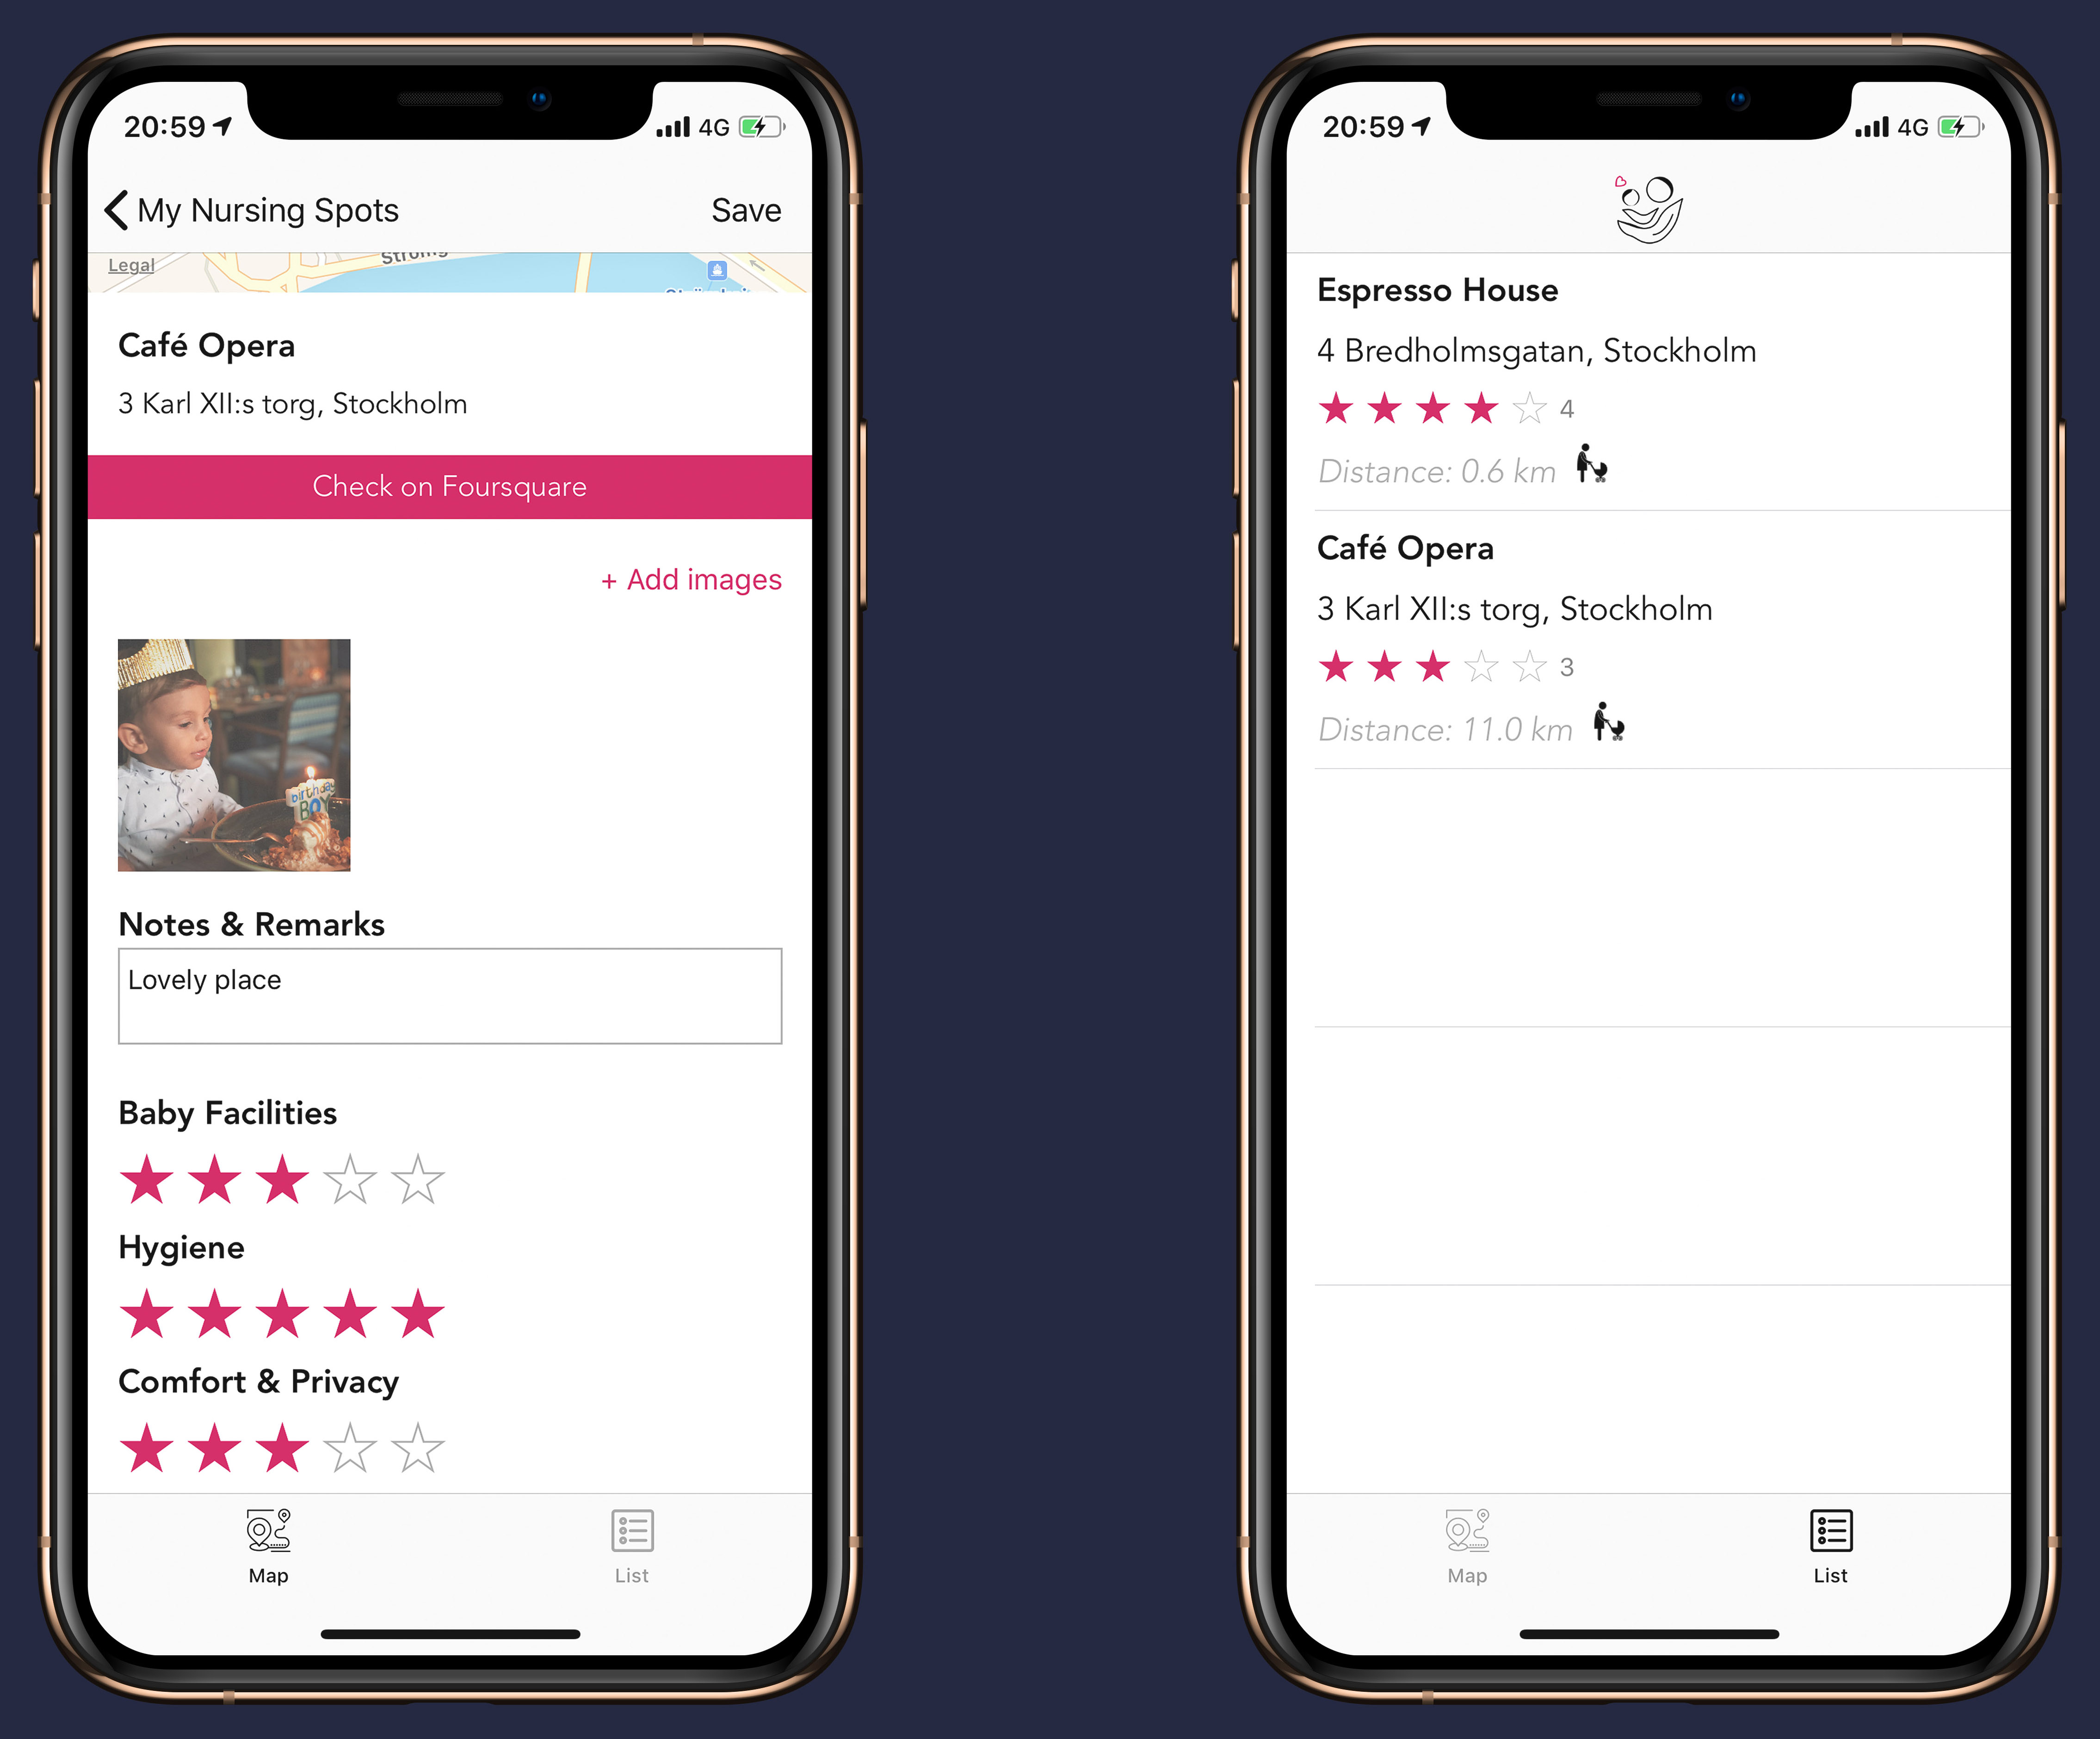 20:59
4G
My Nursing Spots
Save
Legal
Café Opera
3 Karl XII:s torg, Stockholm
Check on Foursquare
+ Add images
birthday
BOY
Notes & Remarks
Lovely place
Baby Facilities
Hygiene
Comfort & Privacy
Map
List
20:59
4G
Espresso House
4 Bredholmsgatan, Stockholm
4
Distance: 0.6 km
Café Opera
3 Karl XII:s torg, Stockholm
3
Distance: 11.0 km
Map
List